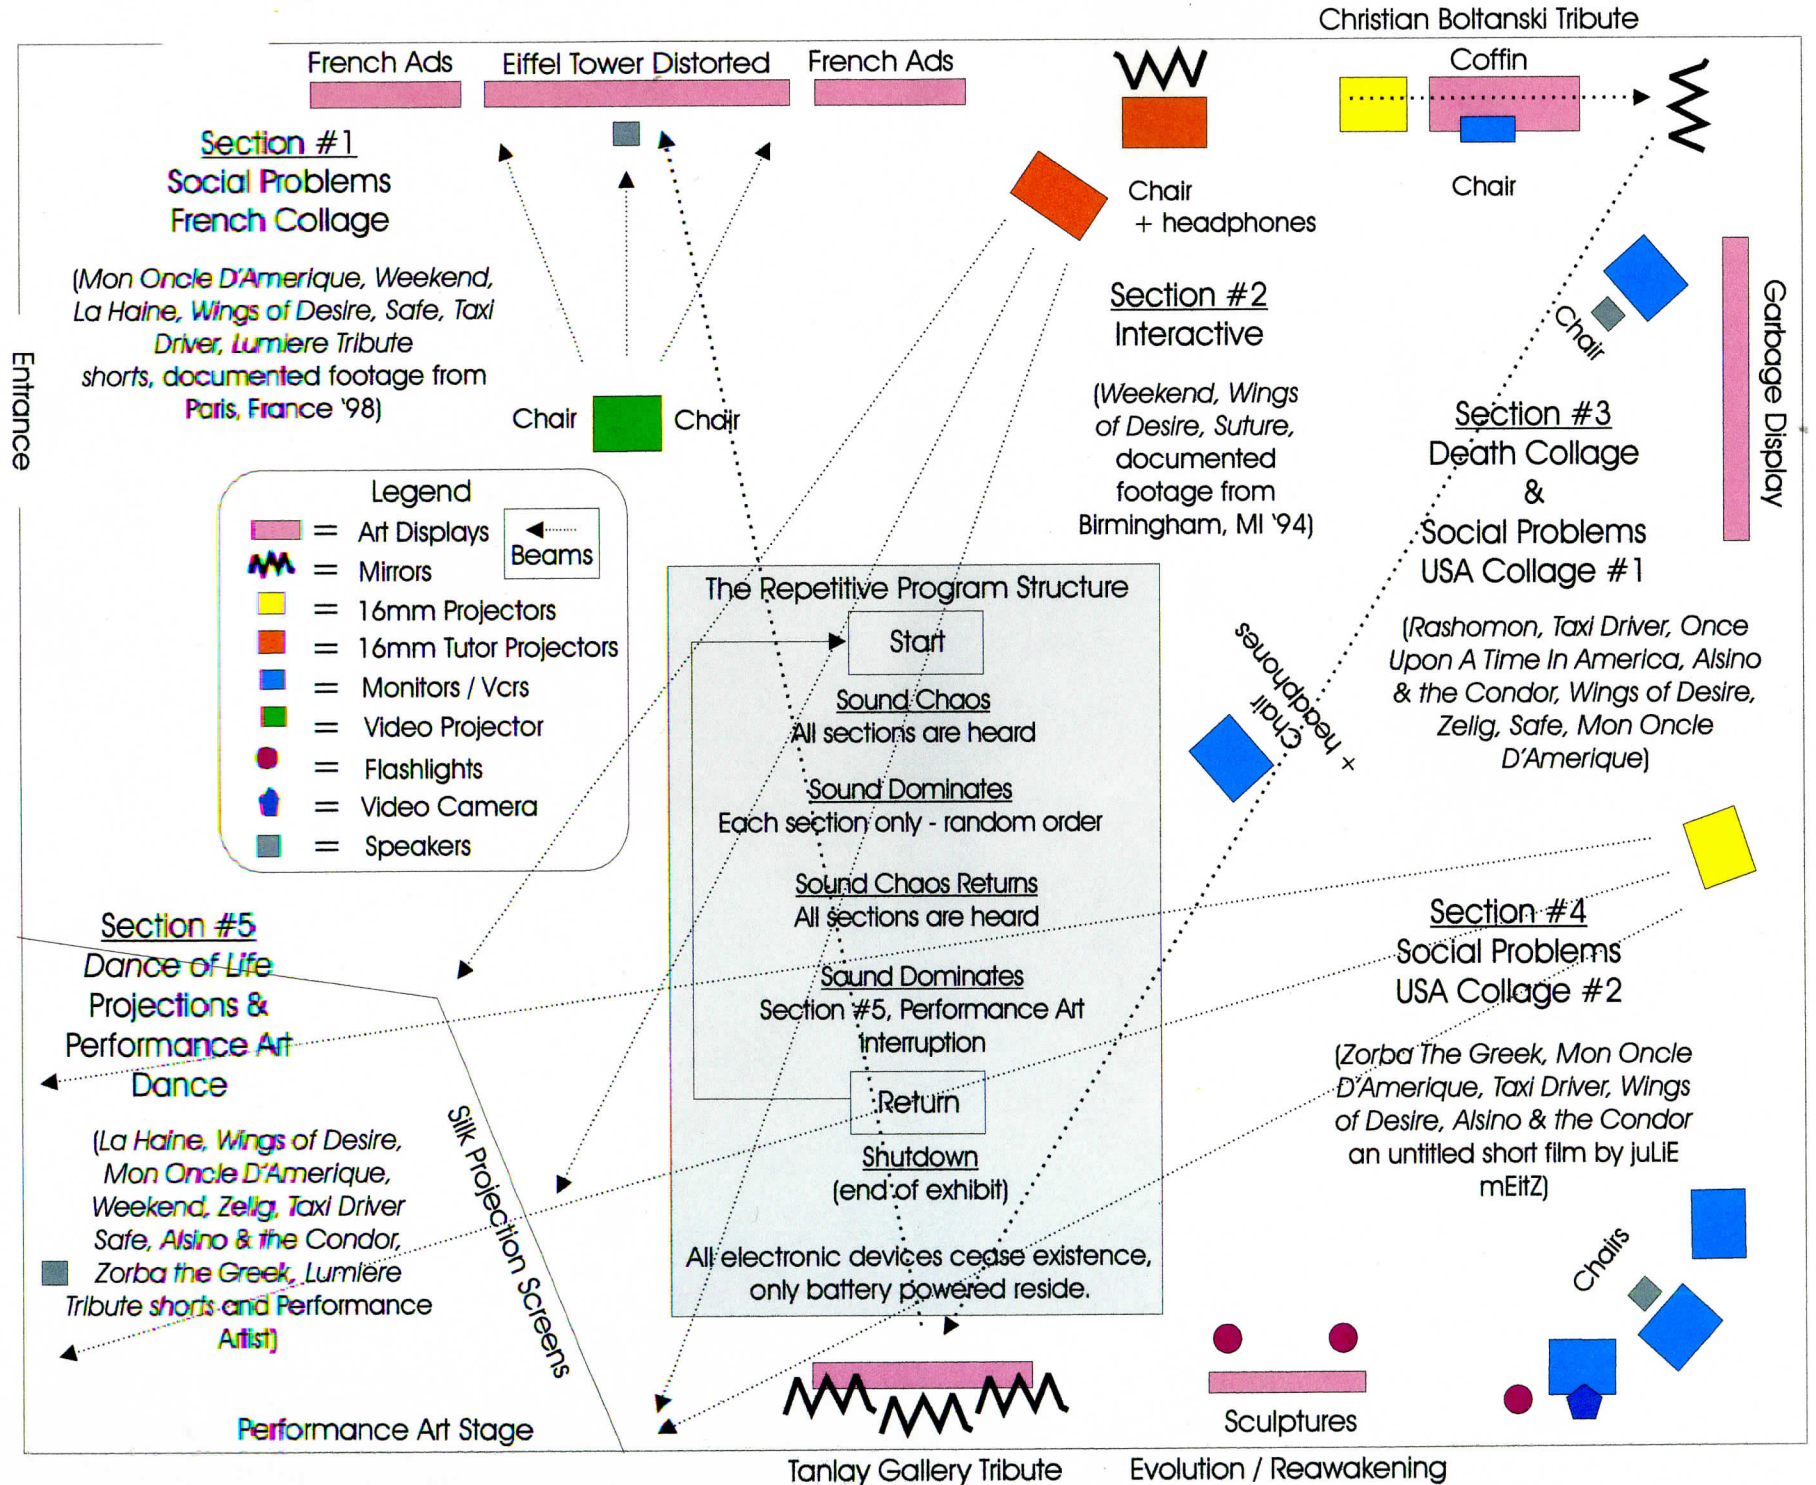 Christian Boltanski Tribute
French Ads
Eiffel Tower Distorted
French Ads
Coffin
Section #1
Social Problems
French Collage
(Mon Oncle D'Amerique, Weekend,
La Haine, Wings of Desire, Safe, Taxi
Driver, Lumiere Tribute
shorts, documented footage from
Paris, France '98)
Chair
Chair
Entrance
Chair
+ headphones
Section #2
Interactive
(Weekend, Wings
of Desire, Suture,
documented
footage from
Birmingham, MI '94)
Chair
Chair
Garbage Display
Section #3
Death Collage
&
Social Problems
USA Collage #1
(Rashomon, Taxi Driver, Once
Upon A Time In America, Alsino
& the Condor, Wings of Desire,
Zelig, Safe, Mon Oncle
D'Amerique)
Chair
+ headphones
Legend
= Art Displays
= Mirrors
= 16mm Projectors
= 16mm Tutor Projectors
= Monitors / Vcrs
= Video Projector
= Flashlights
= Video Camera
= Speakers
Beams
The Repetitive Program Structure
Start
Sound Chaos
All sections are heard
Sound Dominates
Each section only - random order
Sound Chaos Returns
All sections are heard
Sound Dominates
Section #5, Performance Art
Interruption
Return
Shutdown
(end of exhibit)
All electronic devices cease existence,
only battery powered reside.
Section #4
Social Problems
USA Collage #2
(Zorba The Greek, Mon Oncle
D'Amerique, Taxi Driver, Wings
of Desire, Alsino & the Condor
an untitled short film by juLiE
mEitZ)
Chairs
Section #5
Dance of Life
Projections &
Performance Art
Dance
(La Haine, Wings of Desire,
Mon Oncle D'Amerique,
Weekend, Zelig, Taxi Driver
Safe, Alsino & the Condor,
Zorba the Greek, Lumiere
Tribute shorts and Performance
Artist)
Silk Projection Screens
Performance Art Stage
Sculptures
Tanlay Gallery Tribute
Evolution / Reawakening